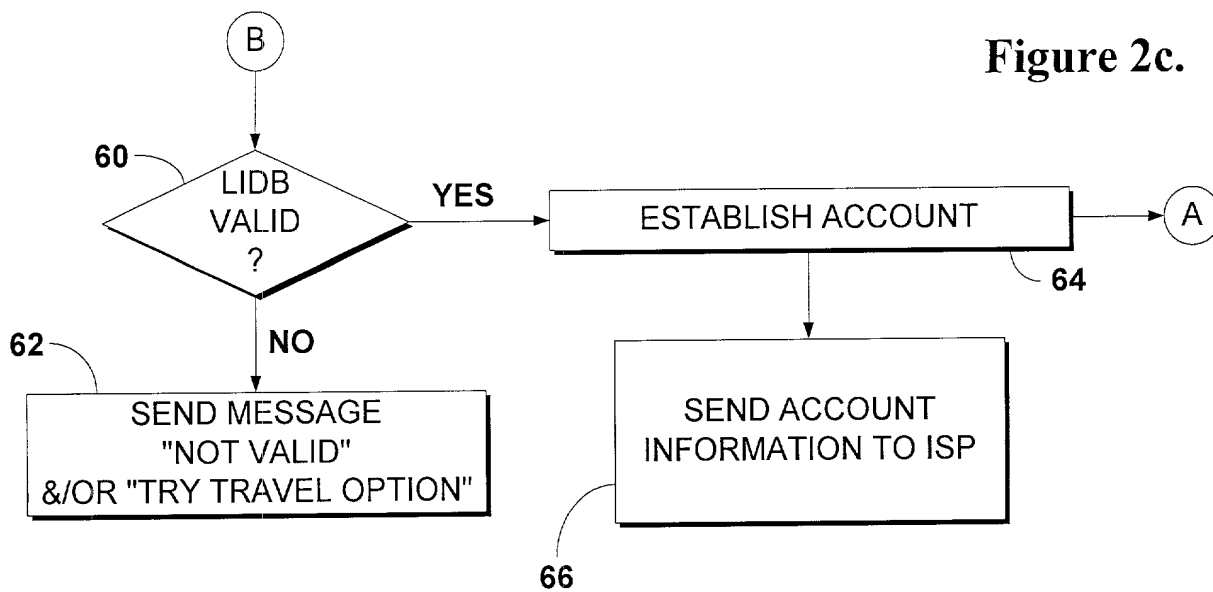 B
Figure 2c.
60
LIDB
VALID
?
YES
ESTABLISH ACCOUNT
A
64
NO
62
SEND MESSAGE
"NOT VALID"
&/OR "TRY TRAVEL OPTION"
SEND ACCOUNT
INFORMATION TO ISP
66